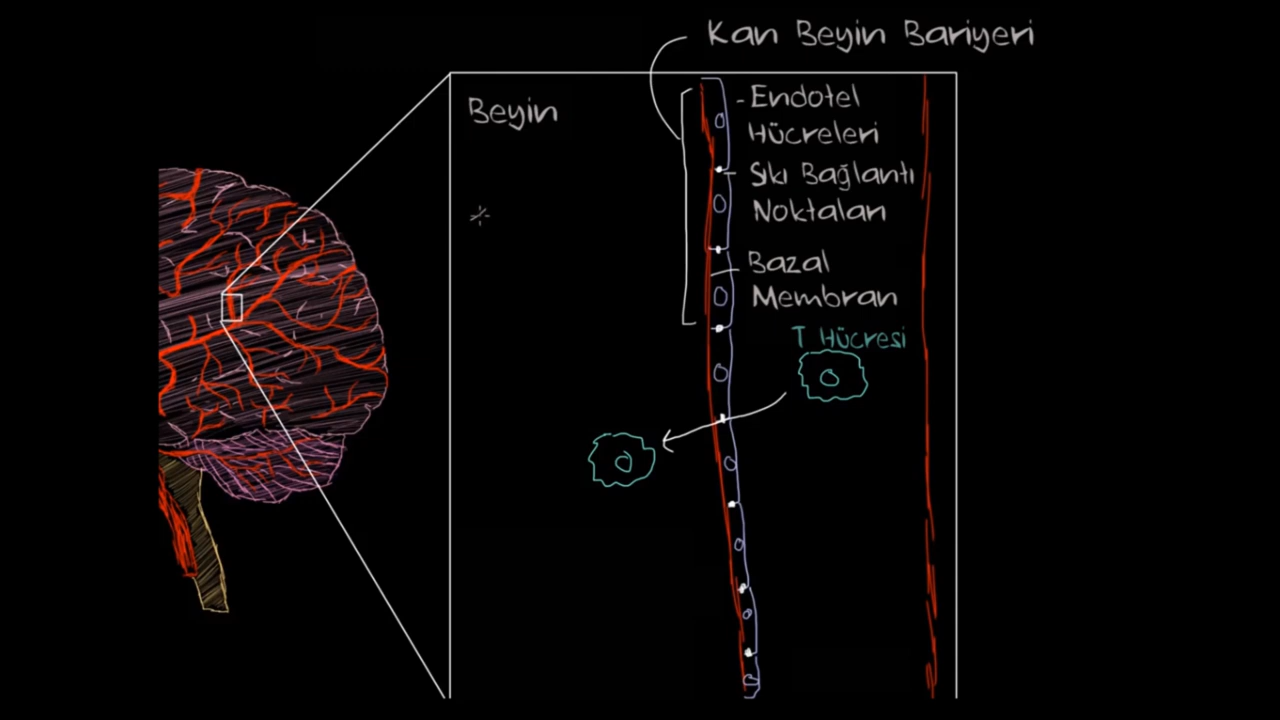 Kan Beyin Bariyeri
Beyin
- Endotel
Hücreleri
Sıkı Bağlantı
Noktaları
Bazal
Membran
T Hücresi